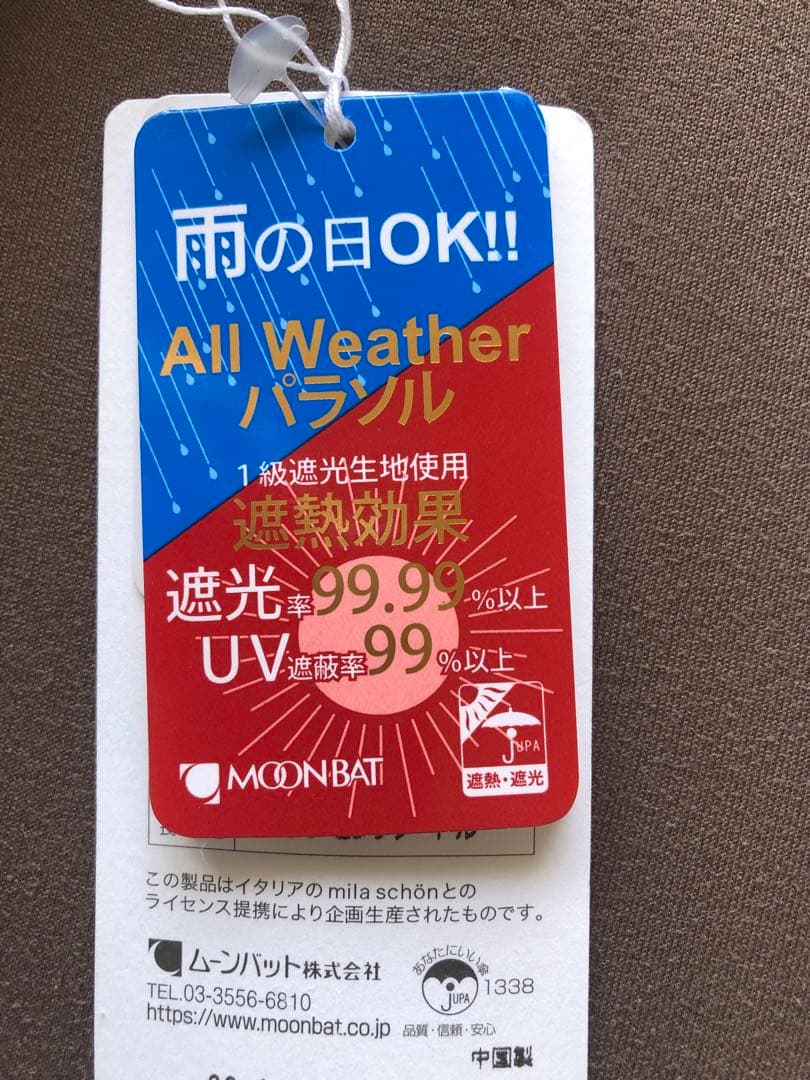 雨の日OK!!
All Weather
パラソル
1級遮光生地使用
遮熱効果
遮光率99.99%以上
UV遮蔽率99%以上
JUPA
遮熱・遮光
MOONBAT
この製品はイタリアのmila schönとの
ライセンス提携により企画生産されたものです。
ムーンバット株式会社
TEL.03-3556-6810
https://www.moonbat.co.jp
あなたにいい傘
JUPA
1338
品質・信頼・安心
中国製